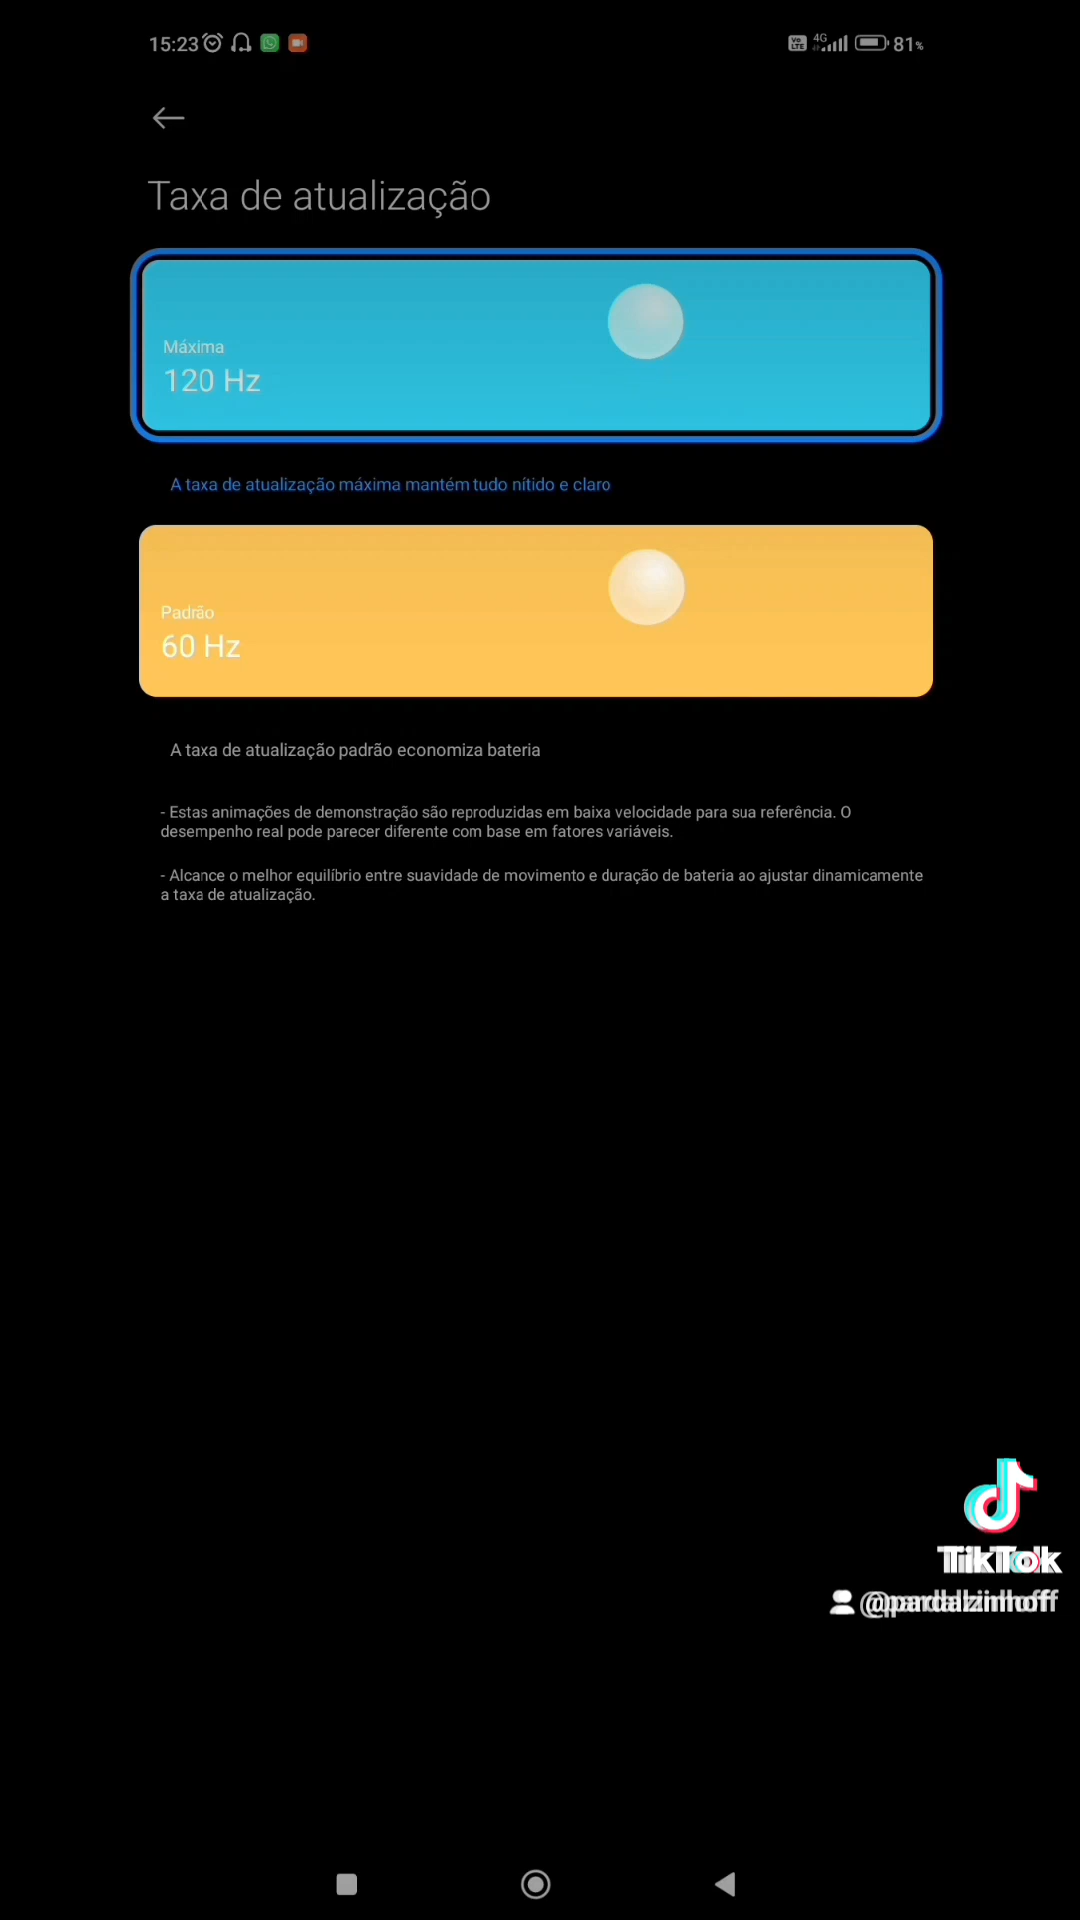 15:23
VoLTE 4G 81%
Taxa de atualização
Máxima
120 Hz
A taxa de atualização máxima mantém tudo nítido e claro
Padrão
60 Hz
A taxa de atualização padrão economiza bateria
- Estas animações de demonstração são reproduzidas em baixa velocidade para sua referência. O
desempenho real pode parecer diferente com base em fatores variáveis.
- Alcance o melhor equilíbrio entre suavidade de movimento e duração de bateria ao ajustar dinamicamente
a taxa de atualização.
TikTok